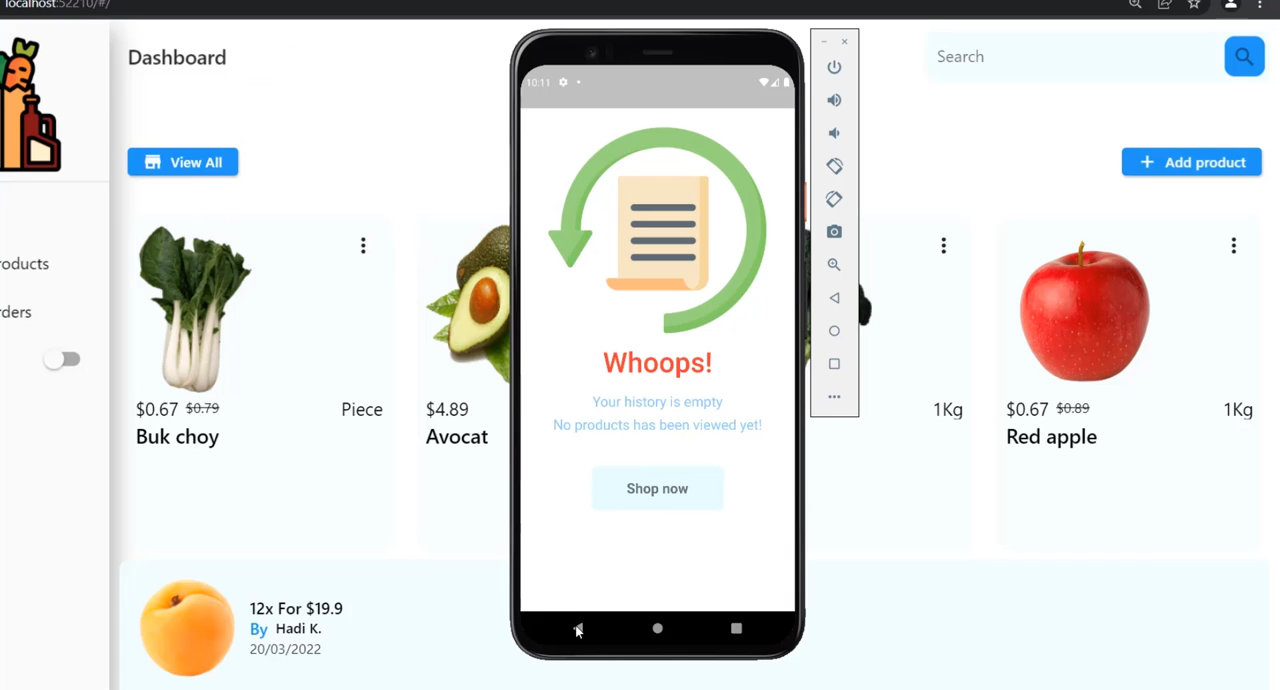 localhost:52210/#/
Dashboard
Search
View All
Add product
roducts
rders
$0.67 $0.79 Piece
Buk choy
$4.89
Avocat
1Kg
$0.67 $0.89 1Kg
Red apple
12x For $19.9
By Hadi K.
20/03/2022
10:11
Whoops!
Your history is empty
No products has been viewed yet!
Shop now